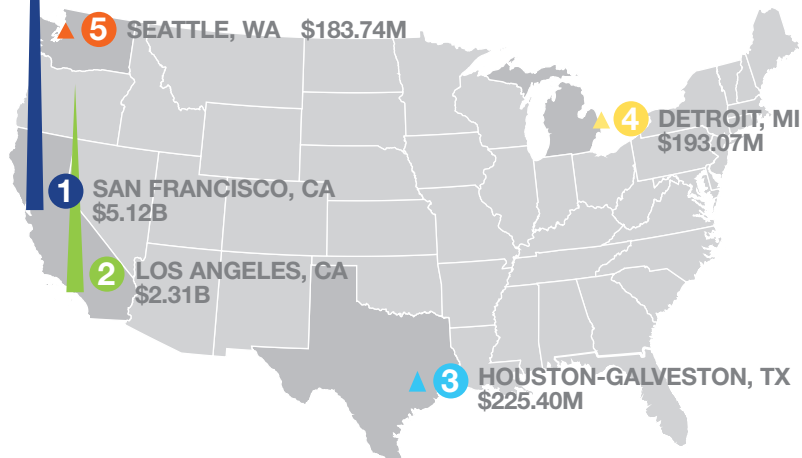 5 SEATTLE, WA $183.74M
4 DETROIT, MI
$193.07M
1 SAN FRANCISCO, CA
$5.12B
2 LOS ANGELES, CA
$2.31B
3 HOUSTON-GALVESTON, TX
$225.40M